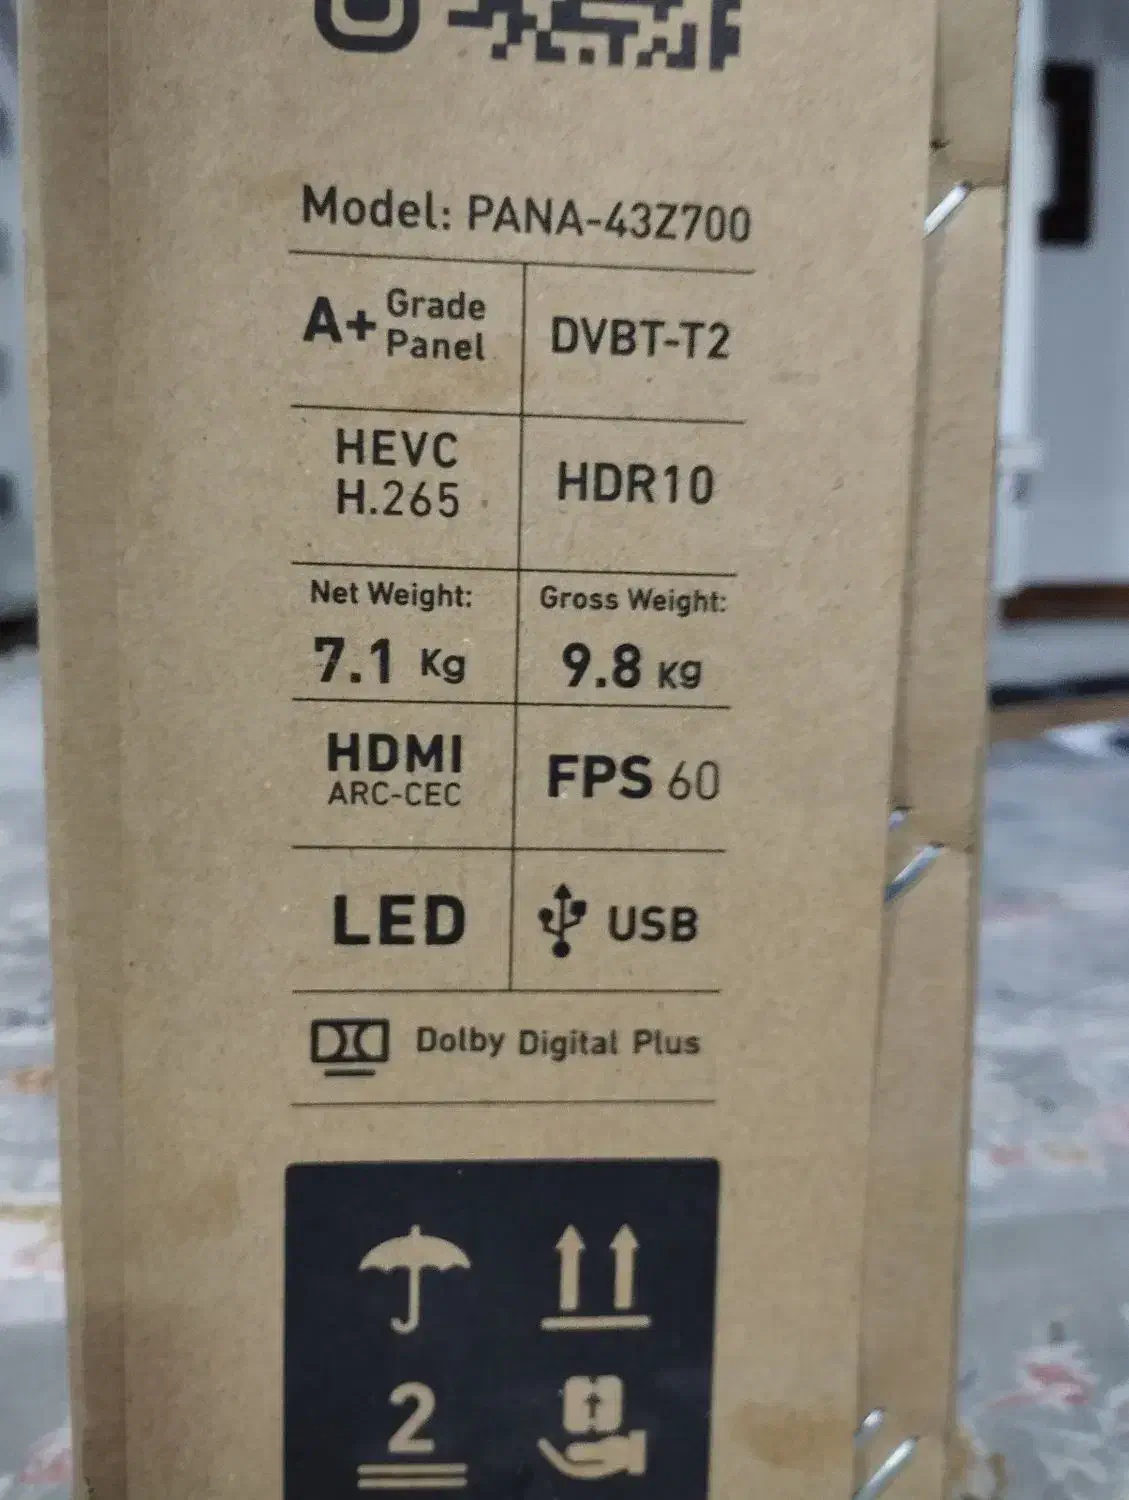 Model: PANA-43Z700
A+ Grade Panel
DVBT-T2
HEVC
H.265
HDR10
Net Weight:
7.1 Kg
Gross Weight:
9.8 Kg
HDMI
ARC-CEC
FPS 60
LED
USB
Dolby Digital Plus
2